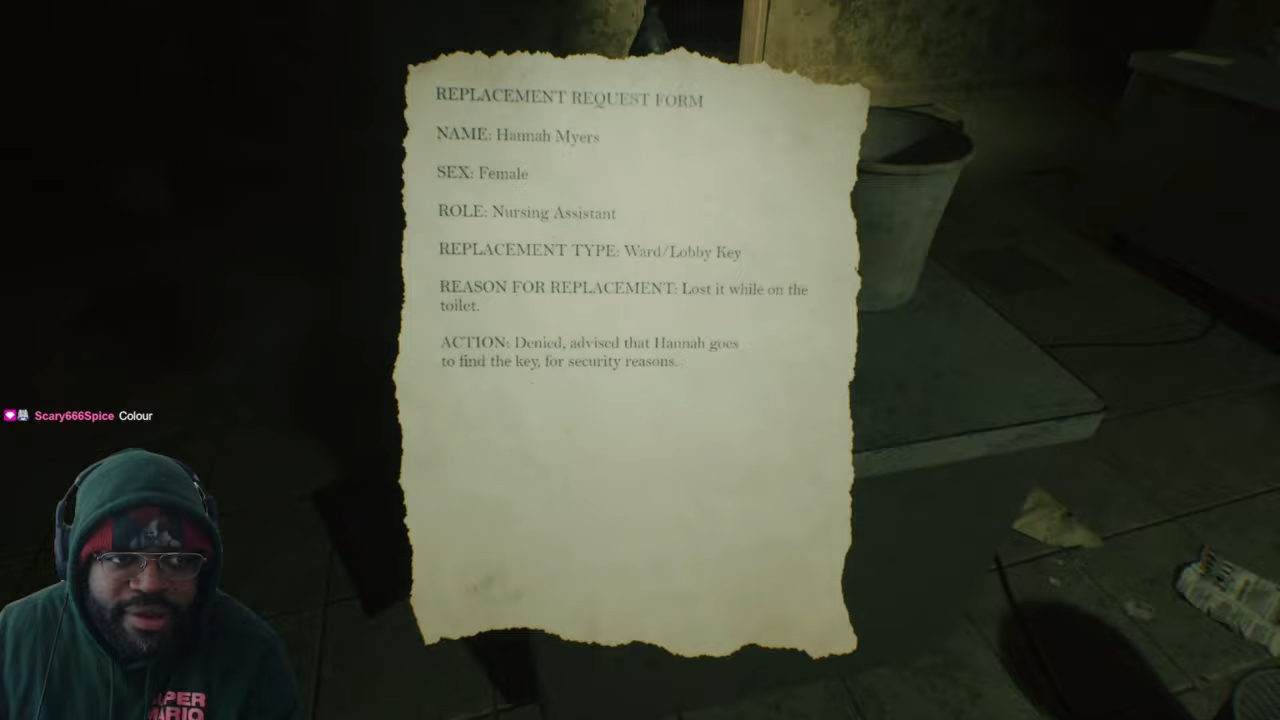 REPLACEMENT REQUEST FORM
NAME: Hannah Myers
SEX: Female
ROLE: Nursing Assistant
REPLACEMENT TYPE: Ward/Lobby Key
REASON FOR REPLACEMENT: Lost it while on the
toilet.
ACTION: Denied, advised that Hannah goes
to find the key, for security reasons.
Scary666Spice Colour
MARIO